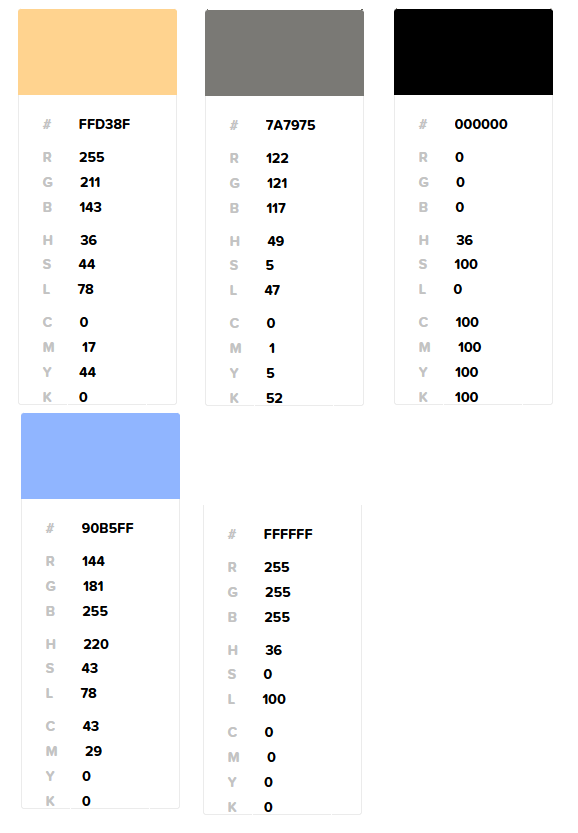 # FFD38F
R 255
G 211
B 143
H 36
S 44
L 78
C 0
M 17
Y 44
K 0
# 7A7975
R 122
G 121
B 117
H 49
S 5
L 47
C 0
M 1
Y 5
K 52
# 000000
R 0
G 0
B 0
H 36
S 100
L 0
C 100
M 100
Y 100
K 100
# 90B5FF
R 144
G 181
B 255
H 220
S 43
L 78
C 43
M 29
Y 0
K 0
# FFFFFF
R 255
G 255
B 255
H 36
S 0
L 100
C 0
M 0
Y 0
K 0